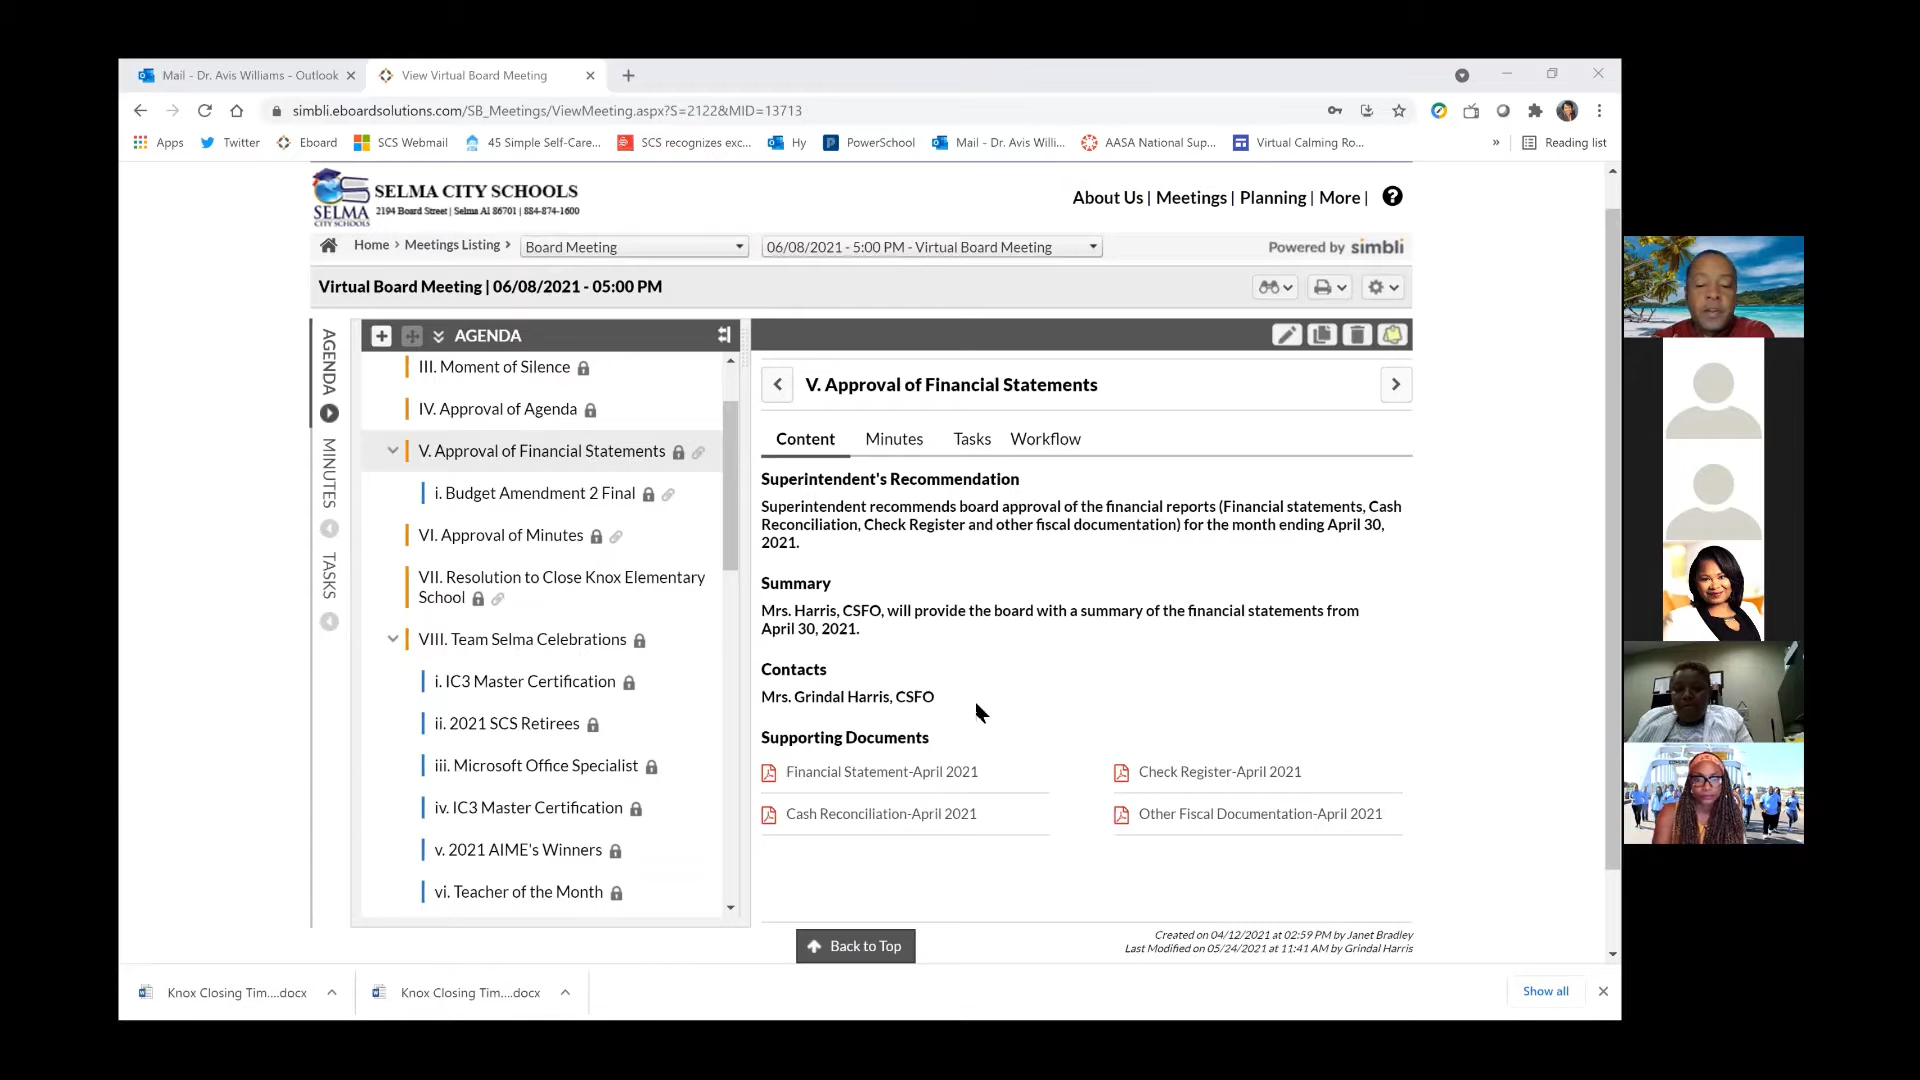 Mail - Dr. Avis Williams - Outlook
View Virtual Board Meeting
simbli.eboardsolutions.com/SB_Meetings/ViewMeeting.aspx?S=2122&MID=13713
Apps
Twitter
Eboard
SCS Webmail
45 Simple Self-Care...
SCS recognizes exc...
Hy
PowerSchool
Mail - Dr. Avis Willi...
AASA National Sup...
Virtual Calming Ro...
»
Reading list
SELMA
CITY SCHOOLS
SELMA CITY SCHOOLS
2194 Board Street | Selma Al 86701 | 884-874-1600
About Us | Meetings | Planning | More |
Home > Meetings Listing >
Board Meeting
06/08/2021 - 5:00 PM - Virtual Board Meeting
Powered by simbli
Virtual Board Meeting | 06/08/2021 - 05:00 PM
AGENDA
MINUTES
TASKS
AGENDA
III. Moment of Silence
IV. Approval of Agenda
V. Approval of Financial Statements
i. Budget Amendment 2 Final
VI. Approval of Minutes
VII. Resolution to Close Knox Elementary
School
VIII. Team Selma Celebrations
i. IC3 Master Certification
ii. 2021 SCS Retirees
iii. Microsoft Office Specialist
iv. IC3 Master Certification
v. 2021 AIME's Winners
vi. Teacher of the Month
V. Approval of Financial Statements
Content
Minutes
Tasks
Workflow
Superintendent's Recommendation
Superintendent recommends board approval of the financial reports (Financial statements, Cash
Reconciliation, Check Register and other fiscal documentation) for the month ending April 30,
2021.
Summary
Mrs. Harris, CSFO, will provide the board with a summary of the financial statements from
April 30, 2021.
Contacts
Mrs. Grindal Harris, CSFO
Supporting Documents
Financial Statement-April 2021
Check Register-April 2021
Cash Reconciliation-April 2021
Other Fiscal Documentation-April 2021
Created on 04/12/2021 at 02:59 PM by Janet Bradley
Last Modified on 05/24/2021 at 11:41 AM by Grindal Harris
Back to Top
Knox Closing Tim....docx
Knox Closing Tim....docx
Show all